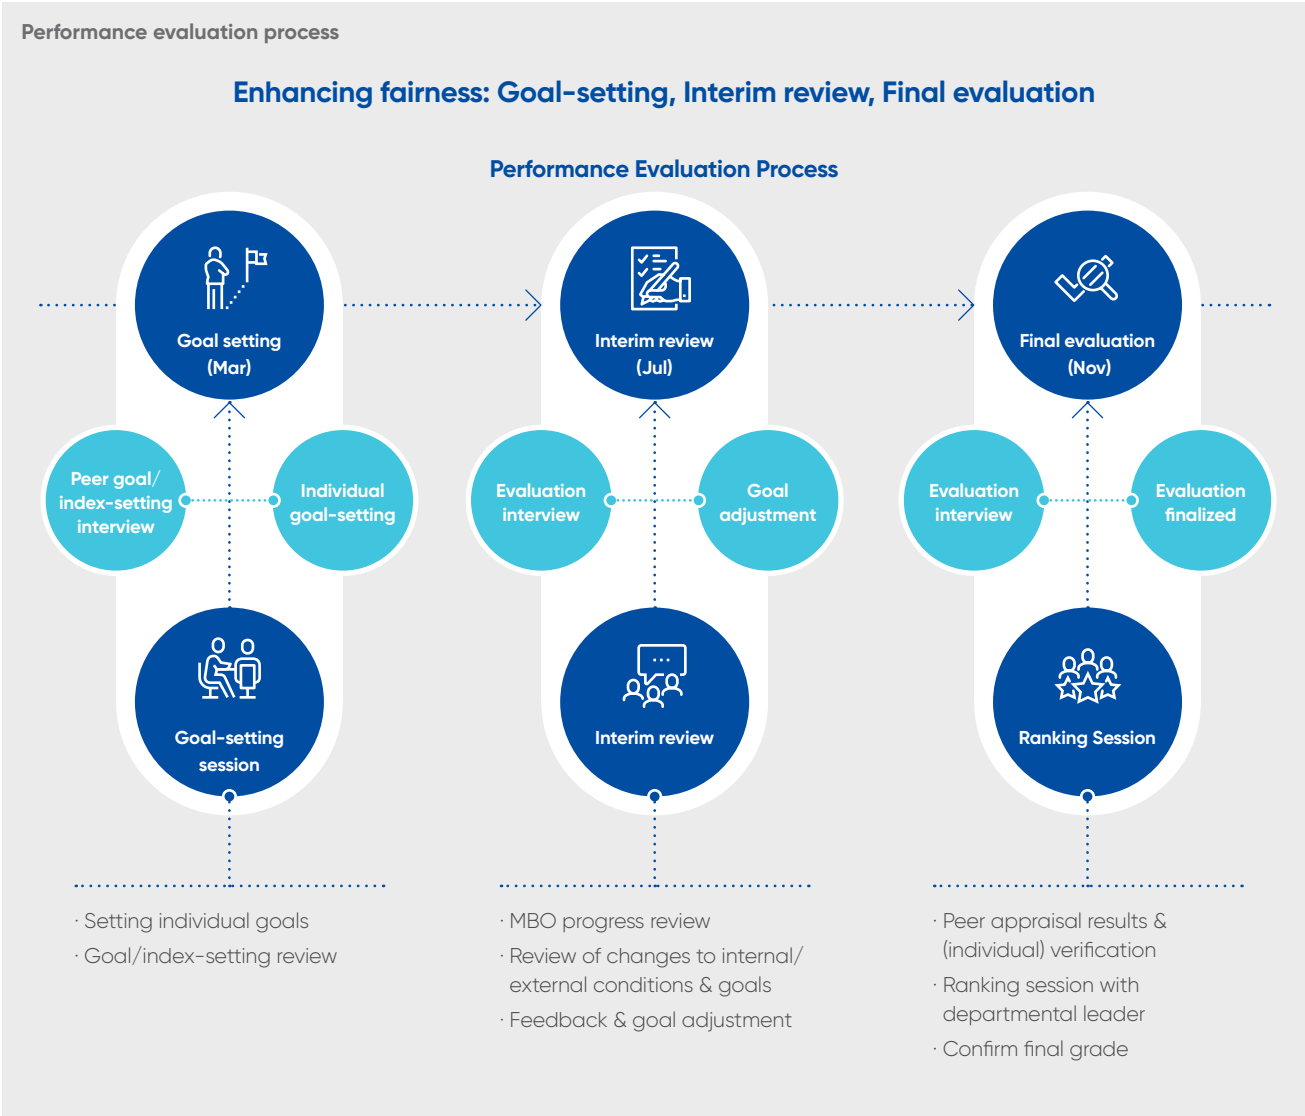 Performance evaluation process
Enhancing fairness: Goal-setting, Interim review, Final evaluation
Performance Evaluation Process
Goal setting
(Mar)
Peer goal/
index-setting
interview
Individual
goal-setting
Goal-setting
session
· Setting individual goals
· Goal/index-setting review
Interim review
(Jul)
Evaluation
interview
Goal
adjustment
Interim review
· MBO progress review
· Review of changes to internal/
external conditions & goals
· Feedback & goal adjustment
Final evaluation
(Nov)
Evaluation
interview
Evaluation
finalized
Ranking Session
· Peer appraisal results &
(individual) verification
· Ranking session with
departmental leader
· Confirm final grade